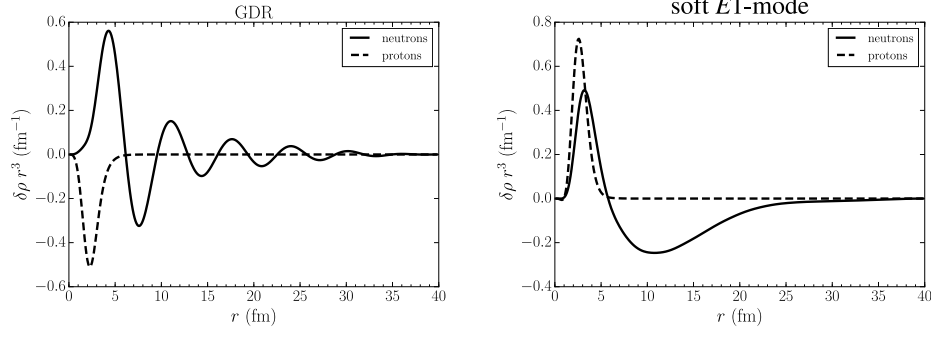 GDR
neutrons
protons
0.6
0.4
0.2
0.0
−0.2
−0.4
−0.6
δρ r³ (fm⁻¹)
0 5 10 15 20 25 30 35 40
r (fm)
soft E1-mode
neutrons
protons
0.8
0.6
0.4
0.2
0.0
−0.2
−0.4
δρ r³ (fm⁻¹)
0 5 10 15 20 25 30 35 40
r (fm)